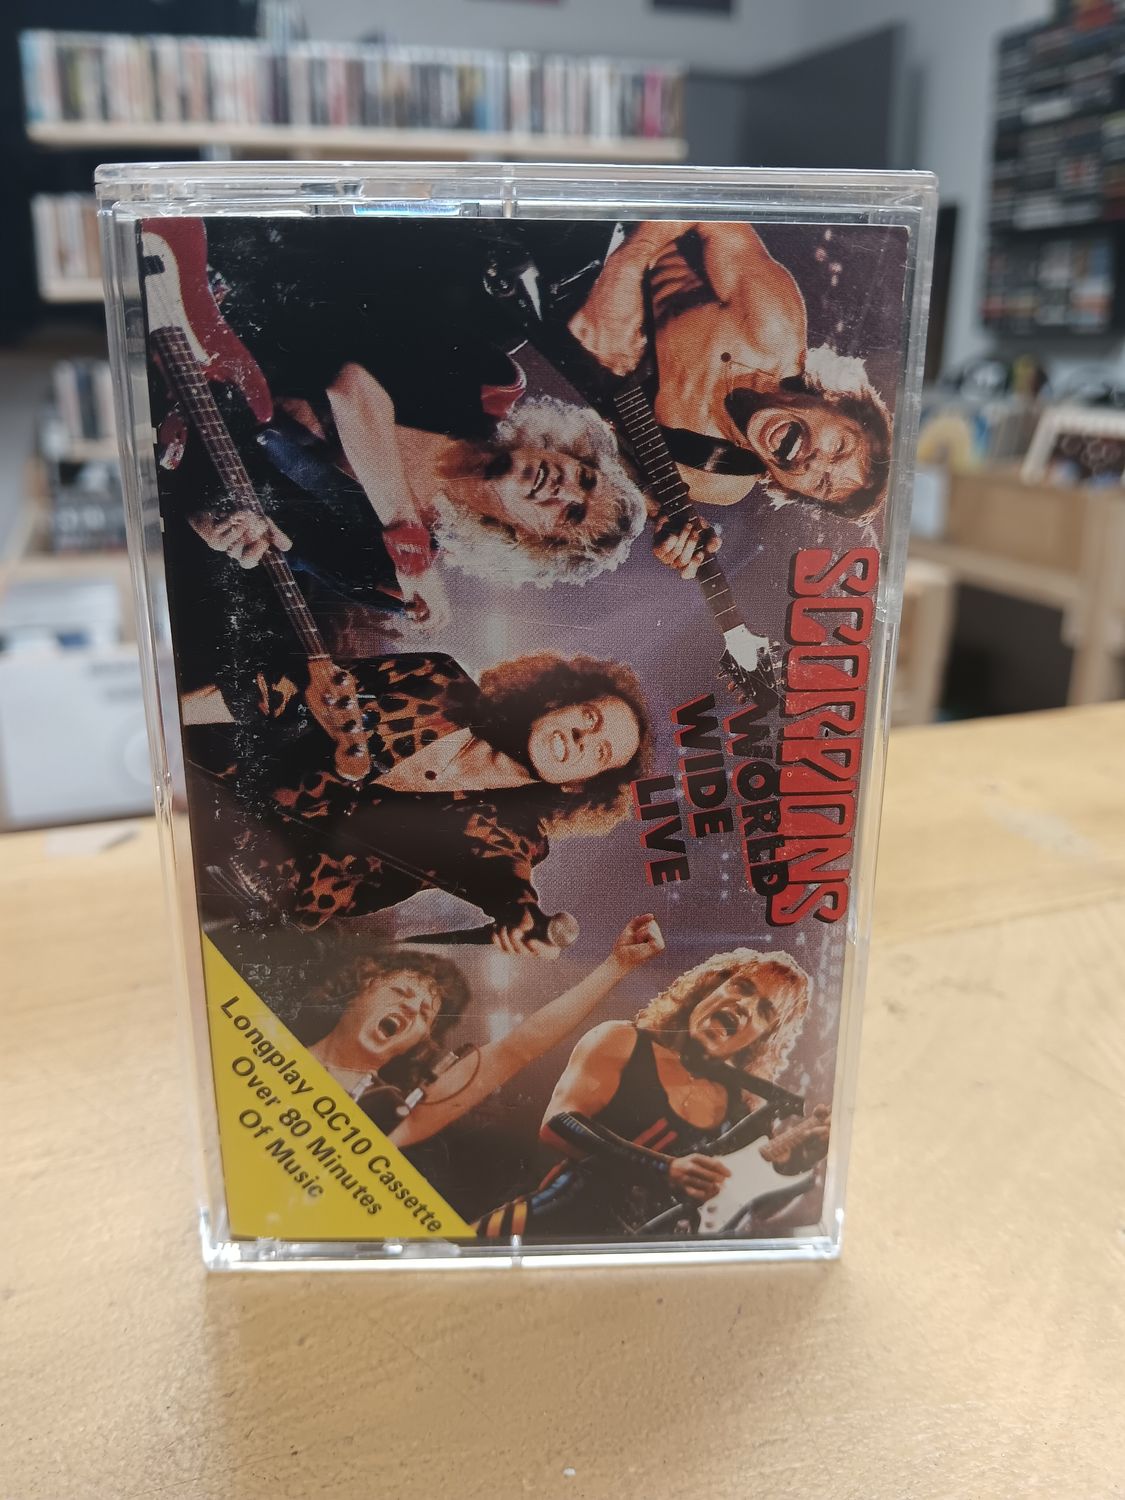 SCORPIONS
WORLD
WIDE
LIVE
Longplay QC10 Cassette
Over 80 Minutes
Of Music